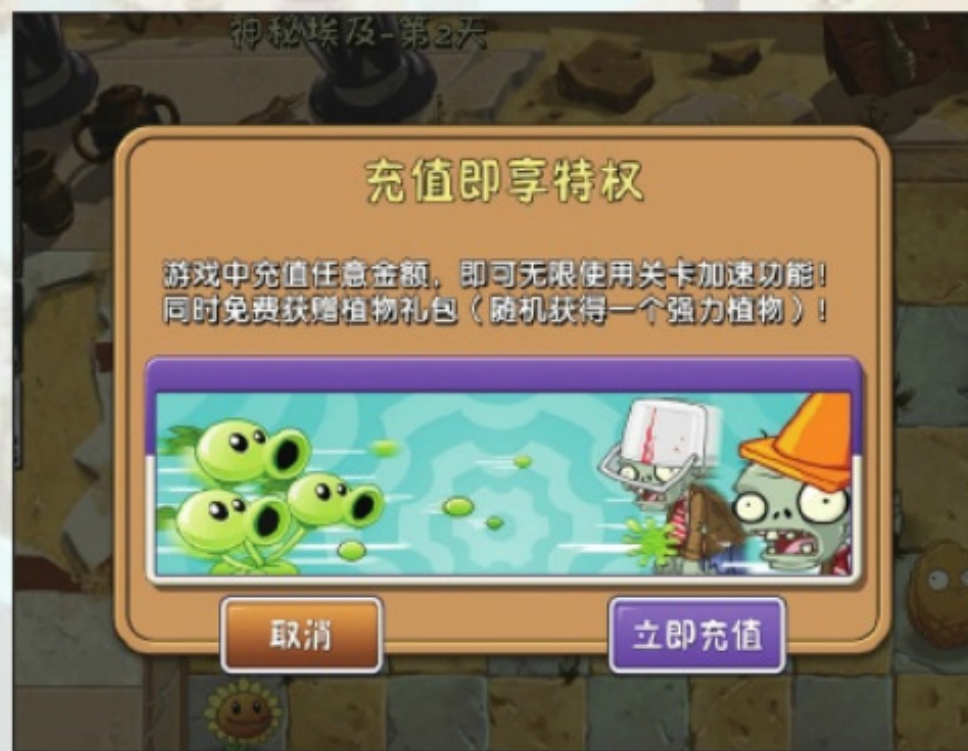 神秘埃及-第2天
充值即享特权
游戏中充值任意金额，即可无限使用关卡加速功能！
同时免费获赠植物礼包（随机获得一个强力植物）！
取消
立即充值